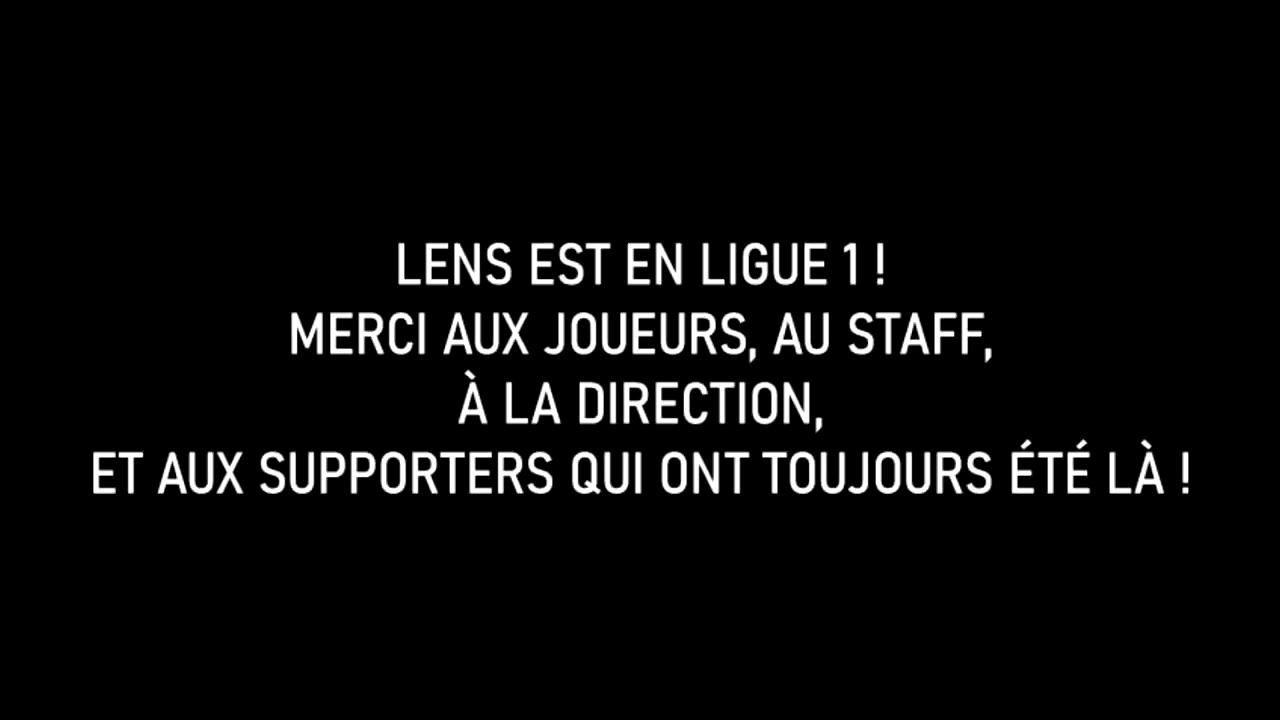 LENS EST EN LIGUE 1 !
MERCI AUX JOUEURS, AU STAFF,
À LA DIRECTION,
ET AUX SUPPORTERS QUI ONT TOUJOURS ÉTÉ LÀ !